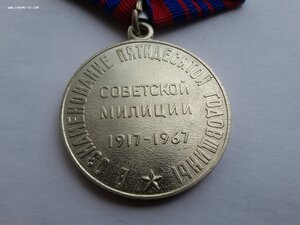 В ОЗНАМЕНОВАНИЕ ПЯТИДЕСЯТОЙ ГОДОВЩИНЫ
СОВЕТСКОЙ
МИЛИЦИИ
1917-1967